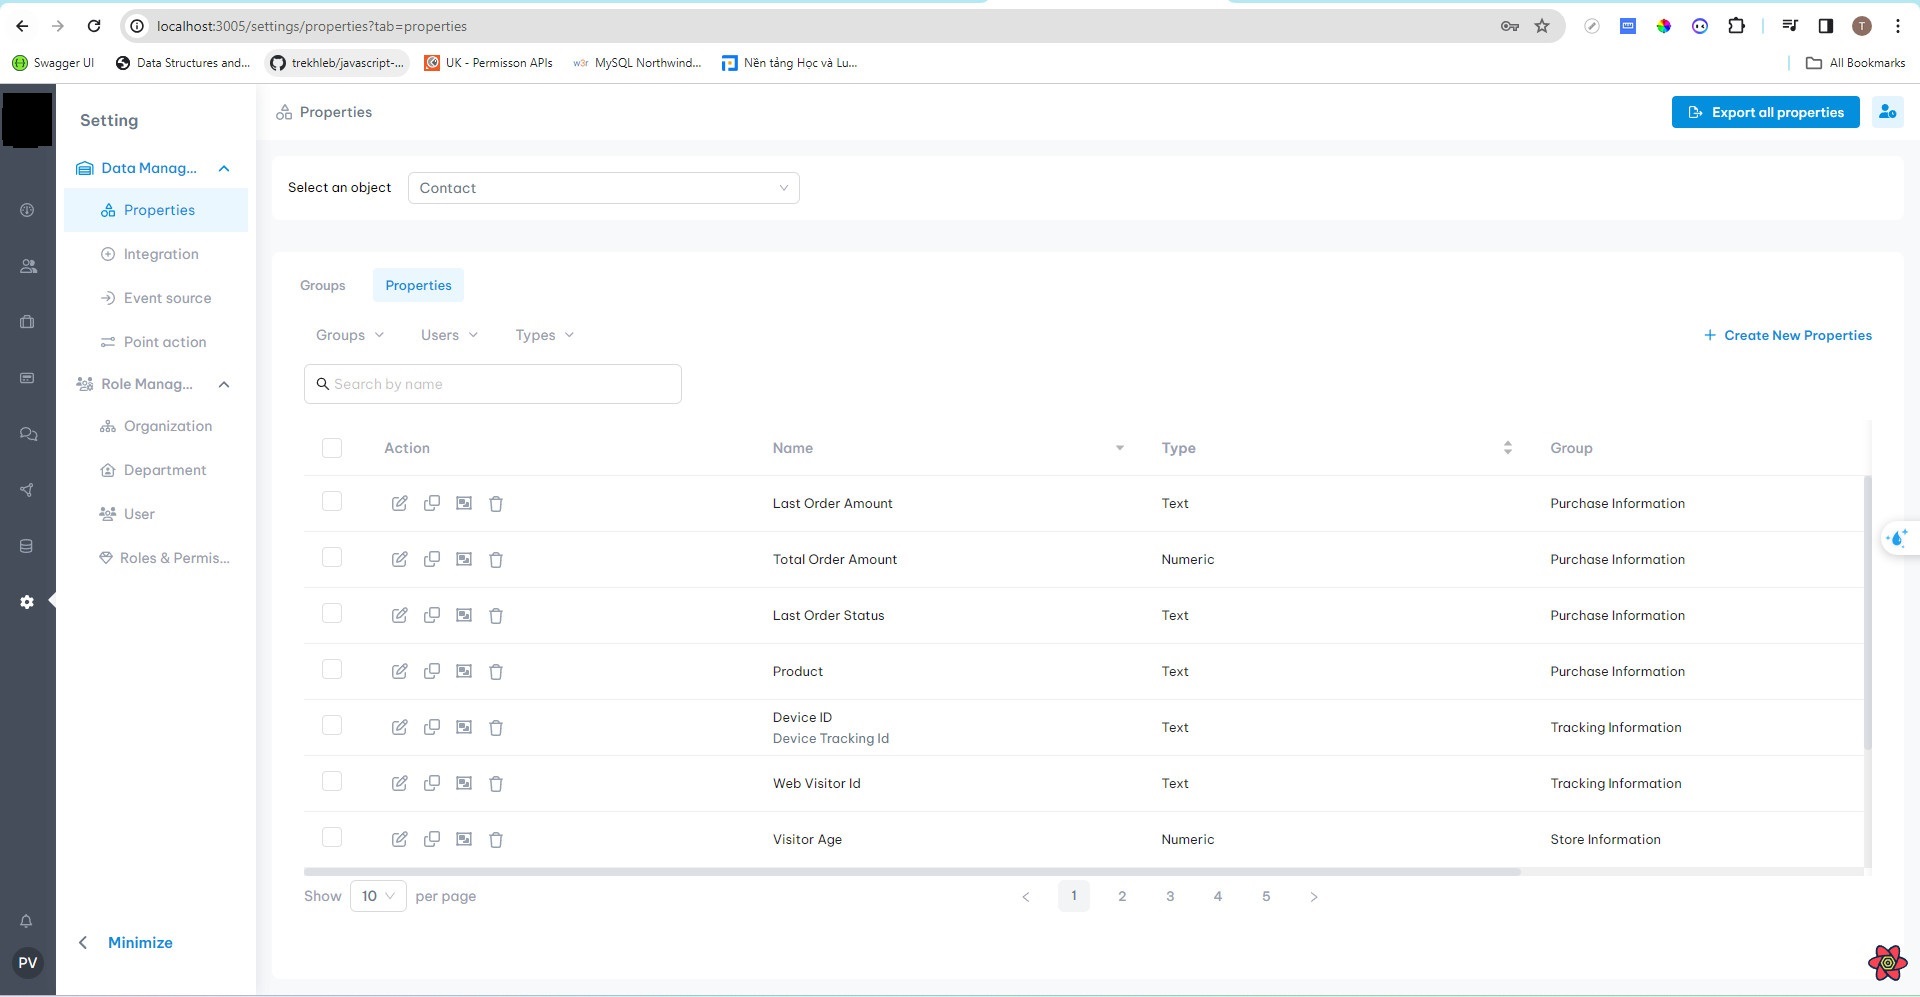 localhost:3005/settings/properties?tab=properties
T
Swagger UI
Data Structures and...
trekhleb/javascript-...
UK - Permisson APIs
w3r
MySQL Northwind...
Nền tảng Học và Lu...
All Bookmarks
Setting
Data Manag...
Properties
Integration
Event source
Point action
Role Manag...
Organization
Department
User
Roles & Permis...
Minimize
PV
Properties
Export all properties
Select an object
Contact
Groups
Properties
Groups
Users
Types
+ Create New Properties
Search by name
Action
Name
Type
Group
Last Order Amount
Text
Purchase Information
Total Order Amount
Numeric
Purchase Information
Last Order Status
Text
Purchase Information
Product
Text
Purchase Information
Device ID
Device Tracking Id
Text
Tracking Information
Web Visitor Id
Text
Tracking Information
Visitor Age
Numeric
Store Information
Show 10 per page
< 1 2 3 4 5 >